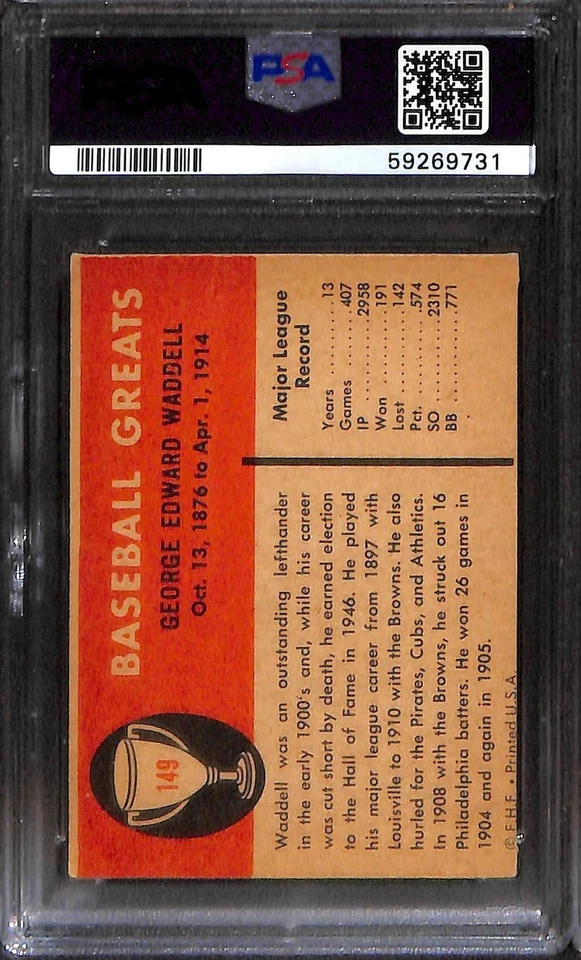 PSA
59269731
149
BASEBALL GREATS
GEORGE EDWARD WADDELL
Oct. 13, 1876 to Apr. 1, 1914
Waddell was an outstanding lefthander
in the early 1900's and, while his career
was cut short by death, he earned election
to the Hall of Fame in 1946. He played
his major league career from 1897 with
Louisville to 1910 with the Browns. He also
hurled for the Pirates, Cubs, and Athletics.
In 1908 with the Browns, he struck out 16
Philadelphia batters. He won 26 games in
1904 and again in 1905.
© F.H.F. • Printed U.S.A.
Major League
Record
Years ........ 13
Games ...... 407
IP .......... 2958
Won ........ 191
Lost ......... 142
Pct. ......... .574
SO ......... 2310
BB .......... 771